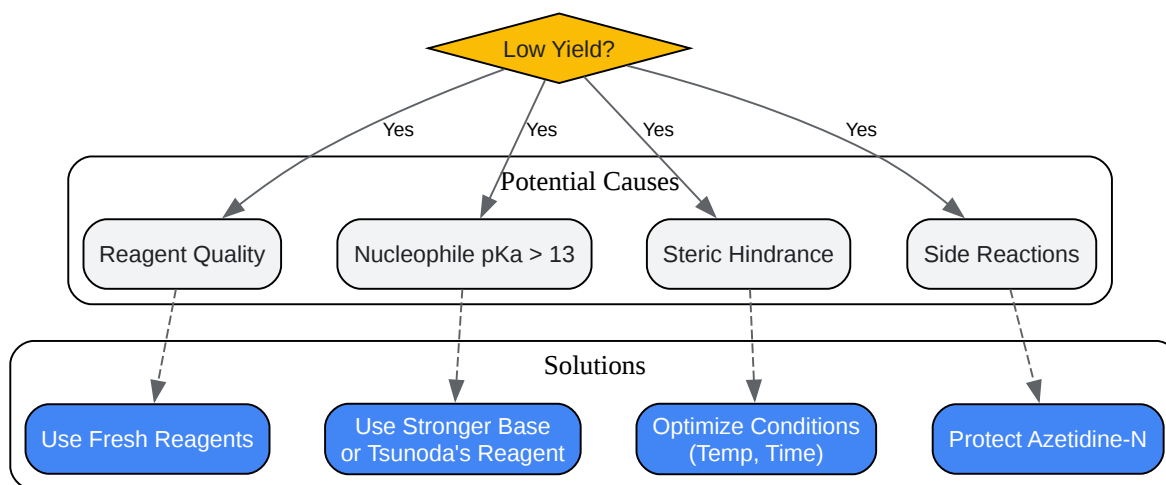 Low Yield?
Yes
Yes
Yes
Yes
Potential Causes
Reagent Quality
Nucleophile pKa > 13
Steric Hindrance
Side Reactions
Solutions
Use Fresh Reagents
Use Stronger Base
or Tsunoda's Reagent
Optimize Conditions
(Temp, Time)
Protect Azetidine-N